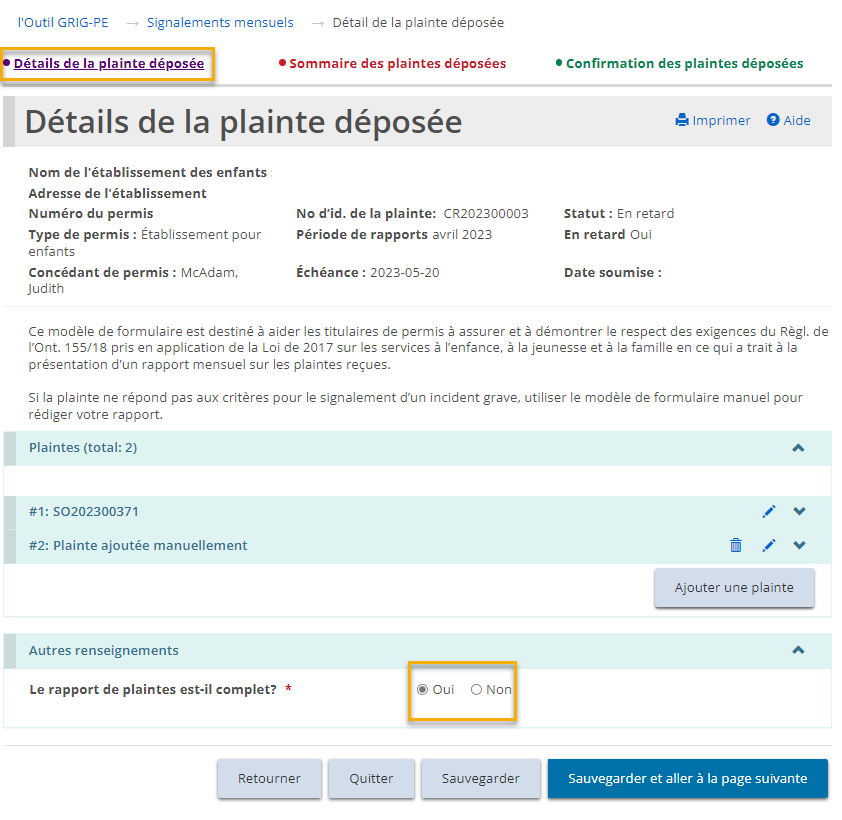 l'Outil GRIG-PE → Signalements mensuels → Détail de la plainte déposée
Détails de la plainte déposée Sommaire des plaintes déposées Confirmation des plaintes déposées
Détails de la plainte déposée Imprimer Aide
Nom de l'établissement des enfants :
Adresse de l'établissement
Numéro du permis No d’id. de la plainte: CR202300003 Statut : En retard
Type de permis : Établissement pour enfants Période de rapports avril 2023 En retard Oui
Concédant de permis : McAdam, Judith Échéance : 2023-05-20 Date soumise :
Ce modèle de formulaire est destiné à aider les titulaires de permis à assurer et à démontrer le respect des exigences du Règl. de
l’Ont. 155/18 pris en application de la Loi de 2017 sur les services à l’enfance, à la jeunesse et à la famille en ce qui a trait à la
présentation d’un rapport mensuel sur les plaintes reçues.
Si la plainte ne répond pas aux critères pour le signalement d’un incident grave, utiliser le modèle de formulaire manuel pour
rédiger votre rapport.
Plaintes (total: 2)
#1: SO202300371
#2: Plainte ajoutée manuellement
Ajouter une plainte
Autres renseignements
Le rapport de plaintes est-il complet? * Oui Non
Retourner Quitter Sauvegarder Sauvegarder et aller à la page suivante